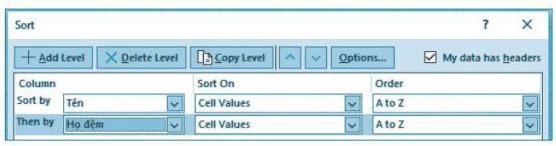 Sort ? X
Add Level Delete Level Copy Level Options... My data has headers
Column Sort On Order
Sort by Tên Cell Values A to Z
Then by Họ đệm Cell Values A to Z